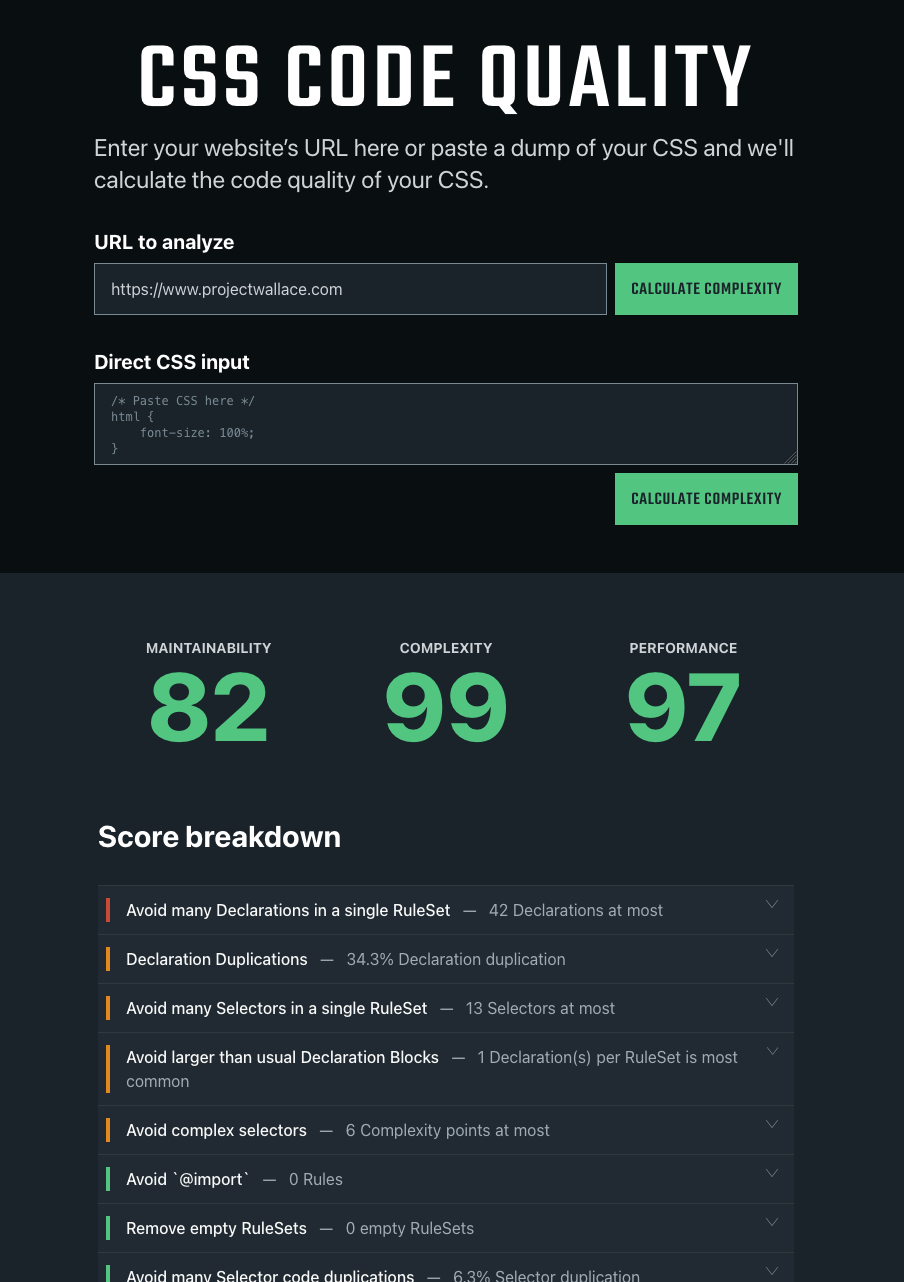 CSS CODE QUALITY
Enter your website’s URL here or paste a dump of your CSS and we'll
calculate the code quality of your CSS.
URL to analyze
https://www.projectwallace.com
CALCULATE COMPLEXITY
Direct CSS input
/* Paste CSS here */
html {
    font-size: 100%;
}
CALCULATE COMPLEXITY
MAINTAINABILITY COMPLEXITY PERFORMANCE
82 99 97
Score breakdown
Avoid many Declarations in a single RuleSet — 42 Declarations at most
Declaration Duplications — 34.3% Declaration duplication
Avoid many Selectors in a single RuleSet — 13 Selectors at most
Avoid larger than usual Declaration Blocks — 1 Declaration(s) per RuleSet is most
common
Avoid complex selectors — 6 Complexity points at most
Avoid `@import` — 0 Rules
Remove empty RuleSets — 0 empty RuleSets
Avoid many Selector code duplications — 6.3% Selector duplication